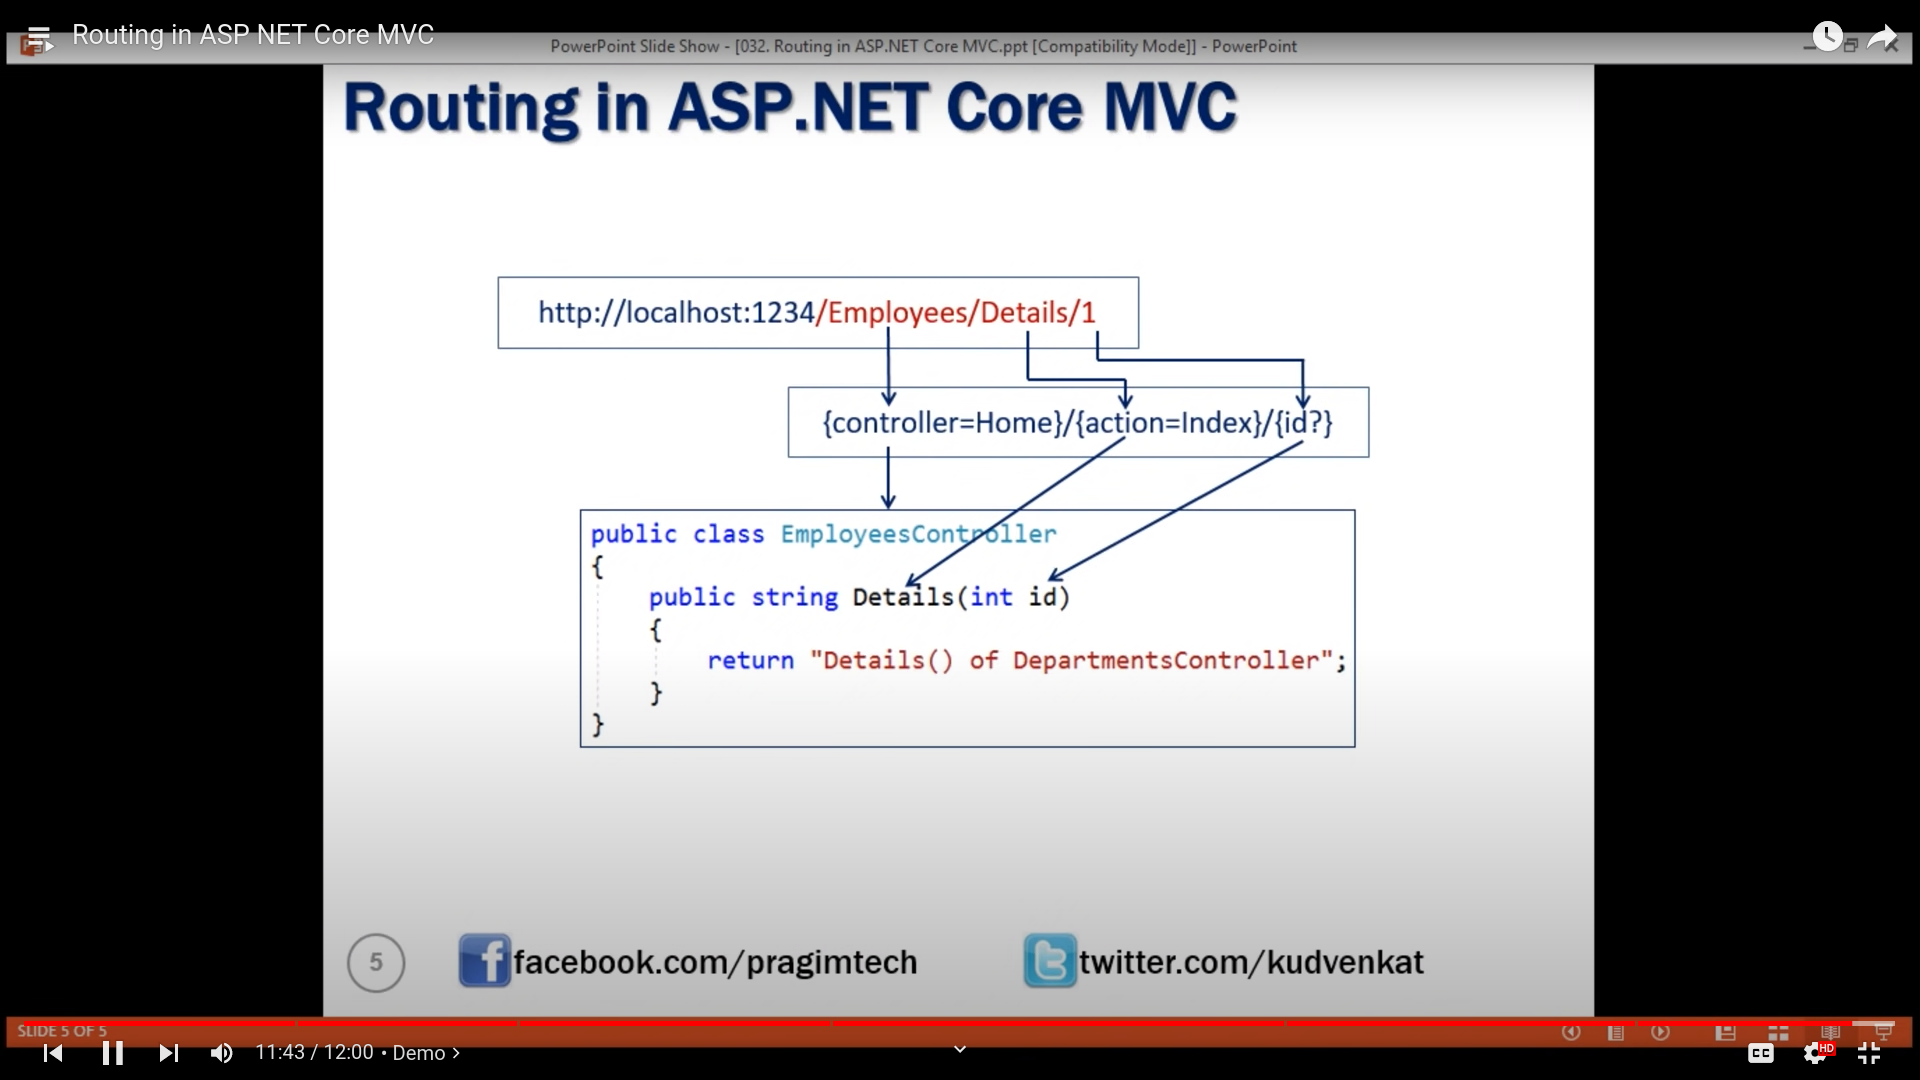 Routing in ASP NET Core MVC
PowerPoint Slide Show - [032. Routing in ASP.NET Core MVC.ppt [Compatibility Mode]] - PowerPoint
Routing in ASP.NET Core MVC
http://localhost:1234/Employees/Details/1
{controller=Home}/{action=Index}/{id?}
public class EmployeesController
{
public string Details(int id)
{
return "Details() of DepartmentsController";
}
}
5
facebook.com/pragimtech
twitter.com/kudvenkat
SLIDE 5 OF 5
11:43 / 12:00 • Demo
CC
HD